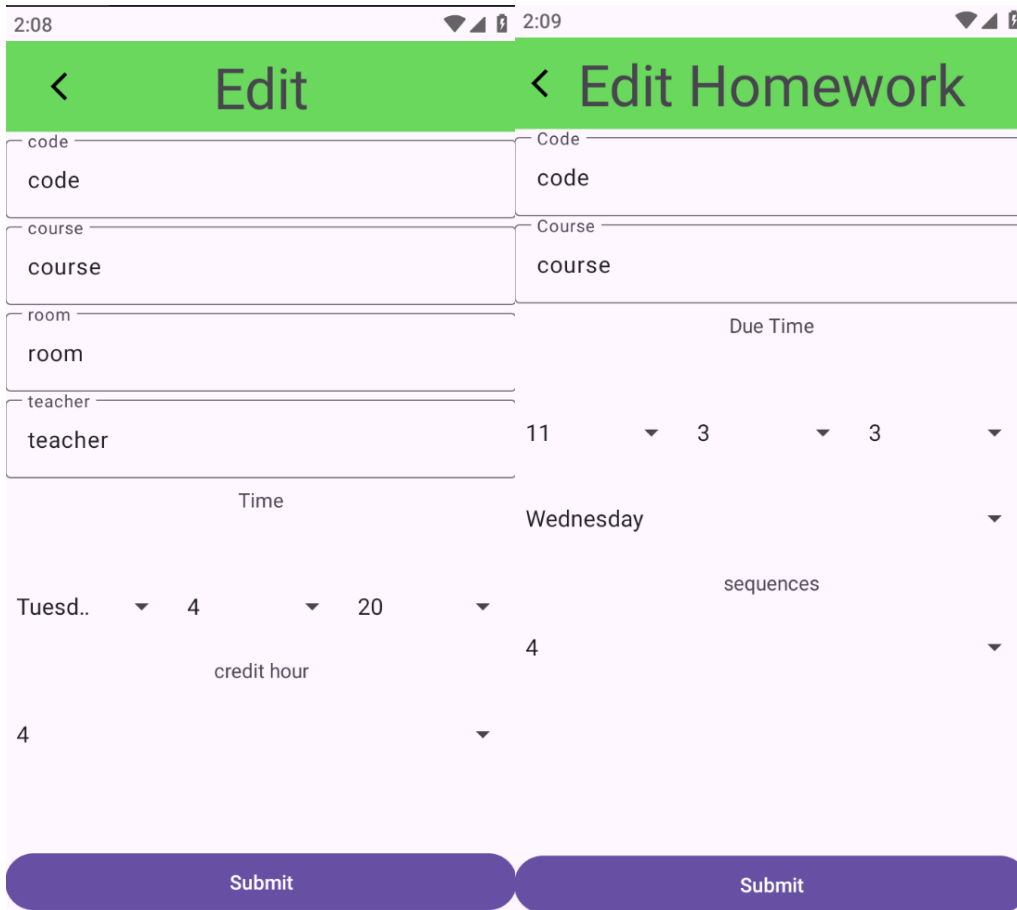 2:08
Edit
code
code
course
course
room
room
teacher
teacher
Time
Tuesd.. 4 20
credit hour
4
Submit
2:09
Edit Homework
Code
code
Course
course
Due Time
11 3 3
Wednesday
sequences
4
Submit